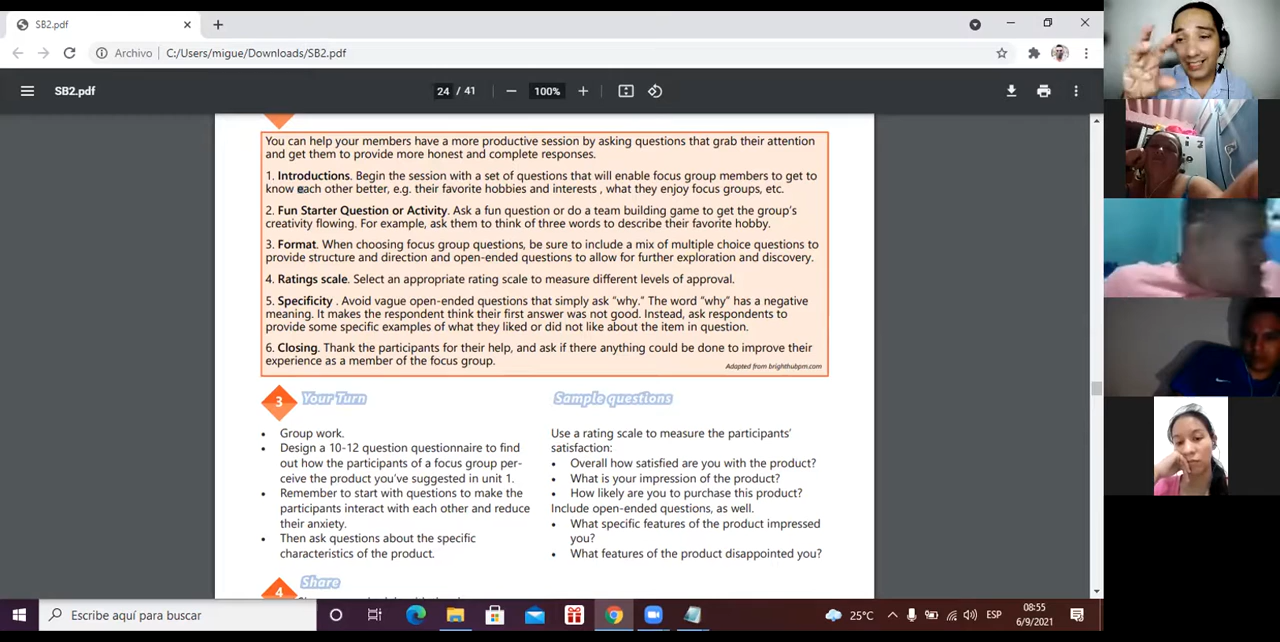 SB2.pdf
Archivo
C:/Users/migue/Downloads/SB2.pdf
SB2.pdf
24 / 41
100%
You can help your members have a more productive session by asking questions that grab their attention
and get them to provide more honest and complete responses.
1. Introductions. Begin the session with a set of questions that will enable focus group members to get to
know each other better, e.g. their favorite hobbies and interests , what they enjoy focus groups, etc.
2. Fun Starter Question or Activity. Ask a fun question or do a team building game to get the group's
creativity flowing. For example, ask them to think of three words to describe their favorite hobby.
3. Format. When choosing focus group questions, be sure to include a mix of multiple choice questions to
provide structure and direction and open-ended questions to allow for further exploration and discovery.
4. Ratings scale. Select an appropriate rating scale to measure different levels of approval.
5. Specificity . Avoid vague open-ended questions that simply ask “why.” The word “why” has a negative
meaning. It makes the respondent think their first answer was not good. Instead, ask respondents to
provide some specific examples of what they liked or did not like about the item in question.
6. Closing. Thank the participants for their help, and ask if there anything could be done to improve their
experience as a member of the focus group.
Adapted from brighthubpm.com
3 Your Turn
• Group work.
• Design a 10-12 question questionnaire to find
out how the participants of a focus group per-
ceive the product you've suggested in unit 1.
• Remember to start with questions to make the
participants interact with each other and reduce
their anxiety.
• Then ask questions about the specific
characteristics of the product.
Sample questions
Use a rating scale to measure the participants'
satisfaction:
• Overall how satisfied are you with the product?
• What is your impression of the product?
• How likely are you to purchase this product?
Include open-ended questions, as well.
• What specific features of the product impressed
you?
• What features of the product disappointed you?
4 Share
Escribe aquí para buscar
25°C
ESP
08:55
6/9/2021